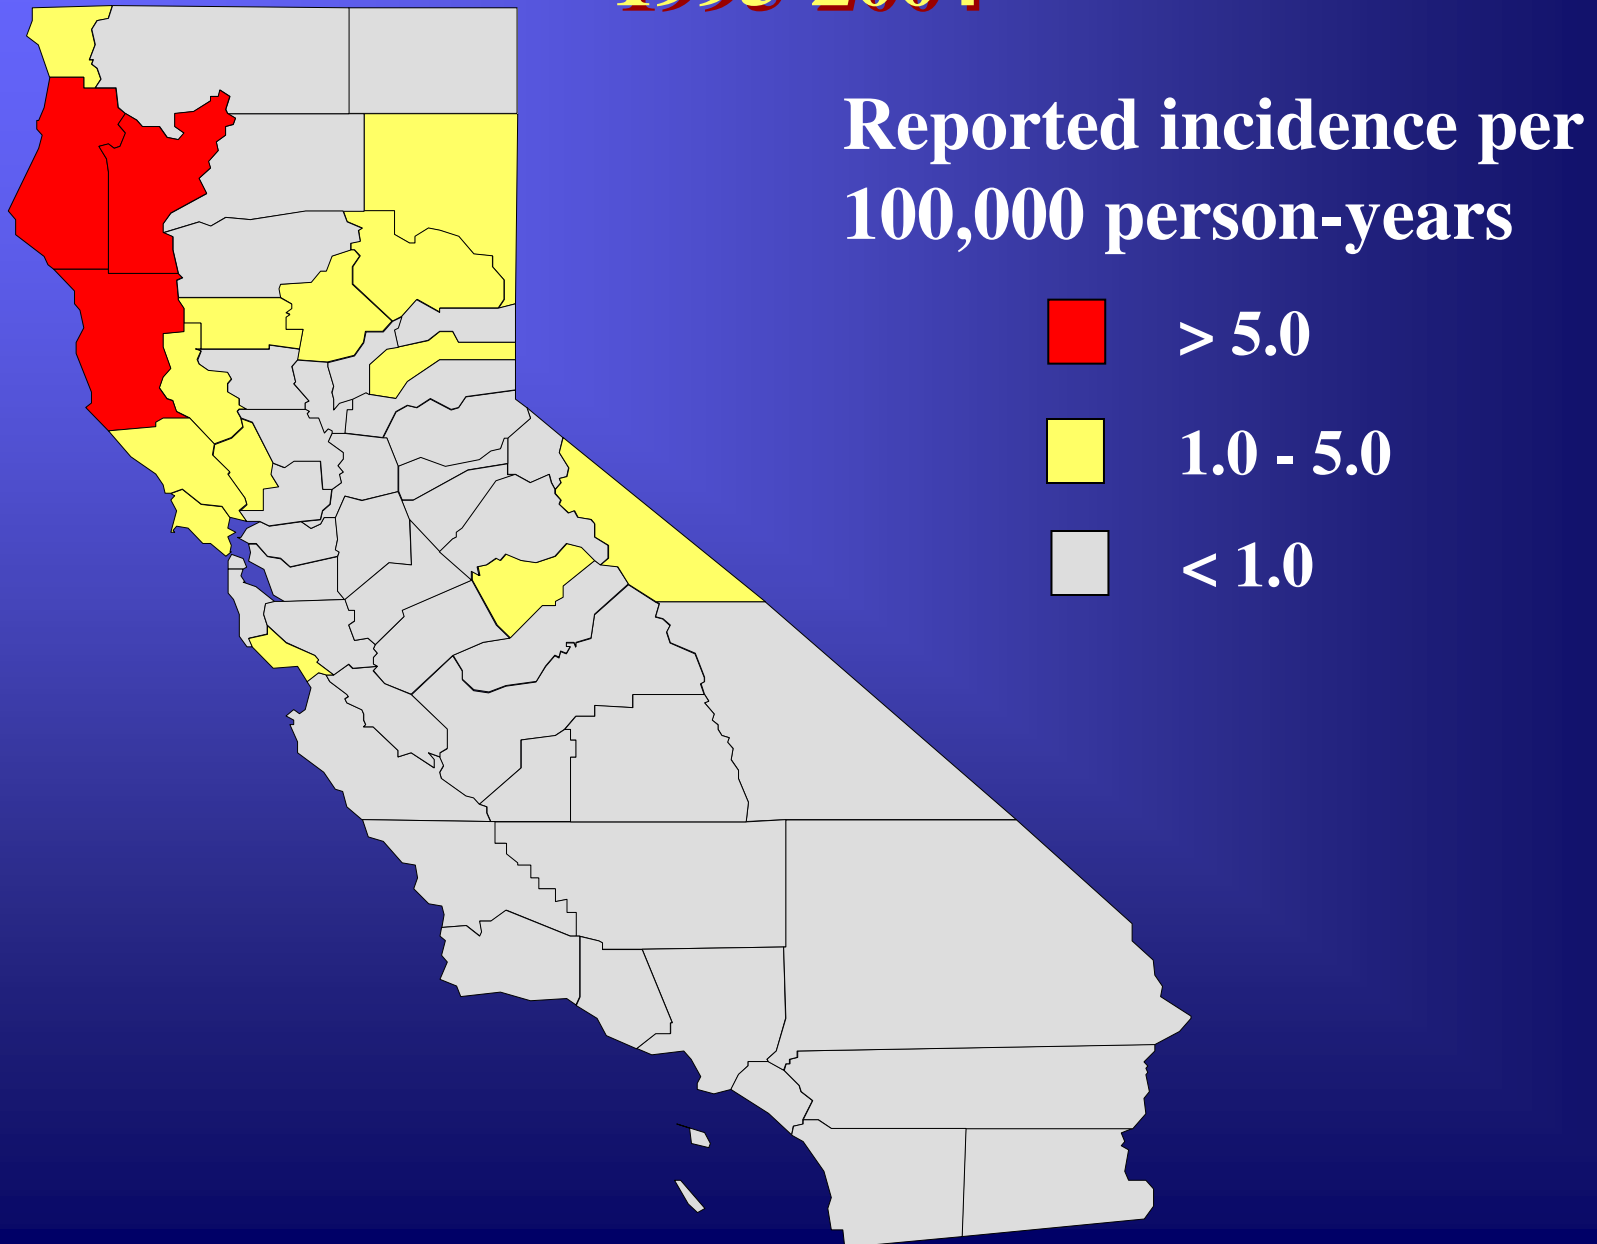 Reported incidence per
100,000 person-years
> 5.0
1.0 - 5.0
< 1.0